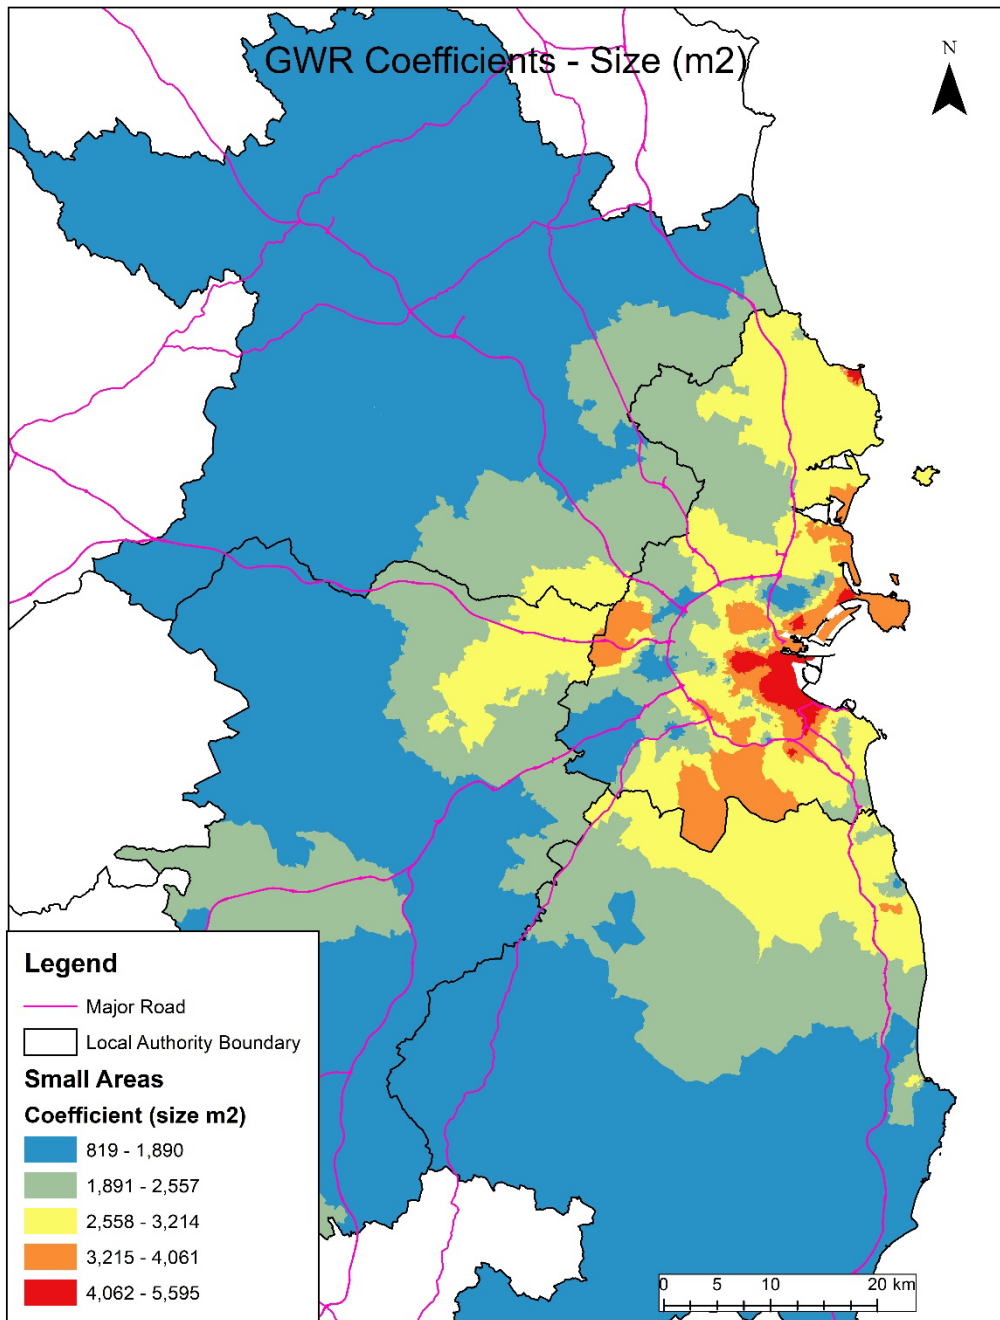 GWR Coefficients - Size (m2)
N
Legend
Major Road
Local Authority Boundary
Small Areas
Coefficient (size m2)
819 - 1,890
1,891 - 2,557
2,558 - 3,214
3,215 - 4,061
4,062 - 5,595
0 5 10 20 km